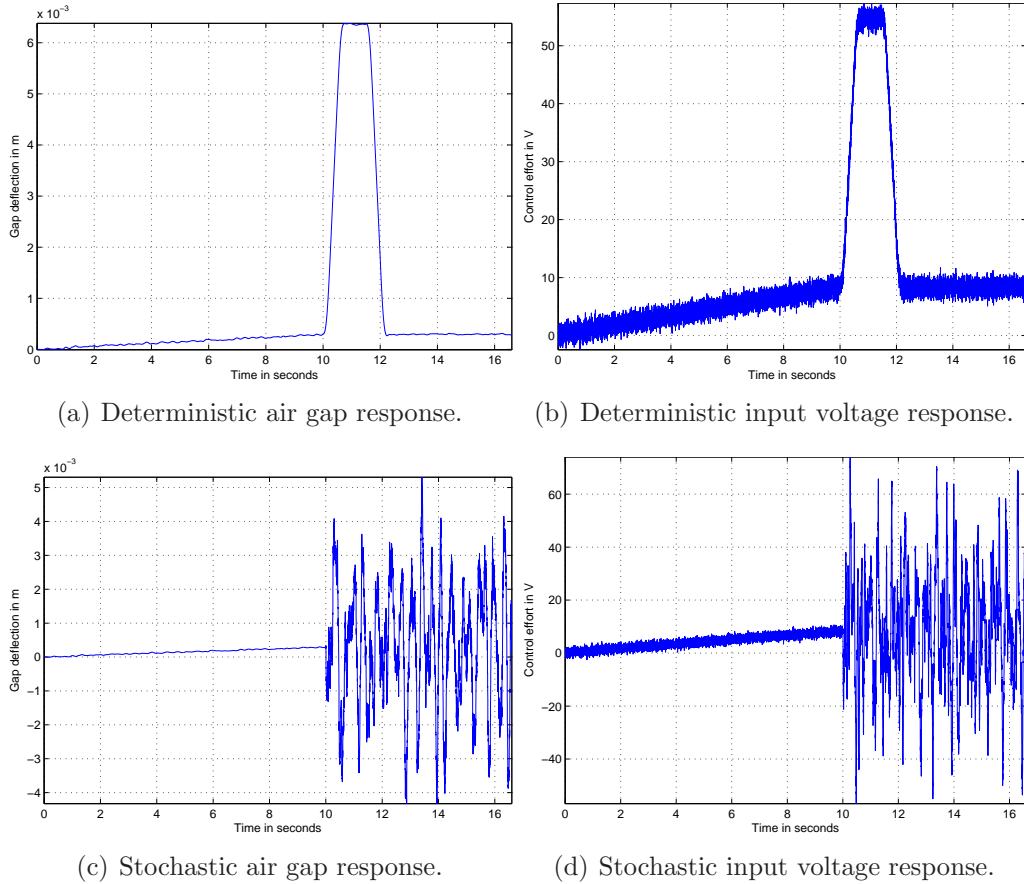 x 10⁻³
6
5
4
3
2
1
0
Gap deflection in m
0 2 4 6 8 10 12 14 16
Time in seconds
(a) Deterministic air gap response.
50
40
30
20
10
0
Control effort in V
0 2 4 6 8 10 12 14 16
Time in seconds
(b) Deterministic input voltage response.
x 10⁻³
5
4
3
2
1
0
−1
−2
−3
−4
Gap deflection in m
0 2 4 6 8 10 12 14 16
Time in seconds
(c) Stochastic air gap response.
60
40
20
0
−20
−40
Control effort in V
0 2 4 6 8 10 12 14 16
Time in seconds
(d) Stochastic input voltage response.